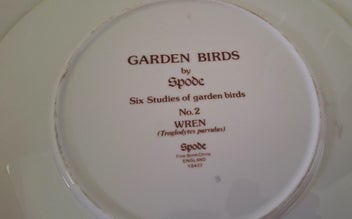 GARDEN BIRDS
by
Spode
Six Studies of garden birds
No.2
WREN
(Troglodytes parvulus)
Spode
Fine Bone China
ENGLAND